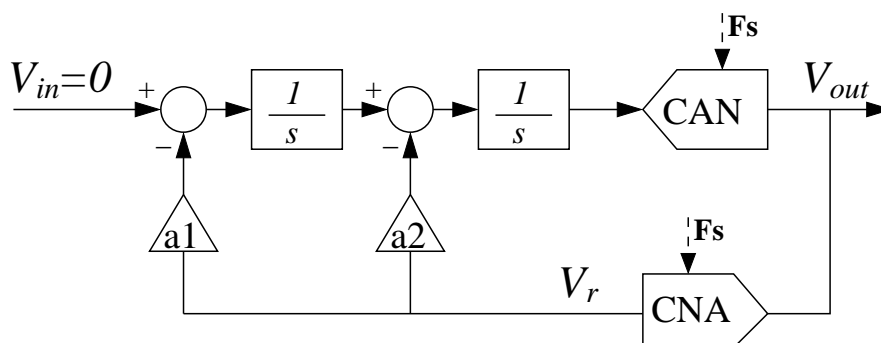 Fs
V_in=0
+
−
1
s
+
−
1
s
CAN
V_out
a1
a2
Fs
V_r
CNA